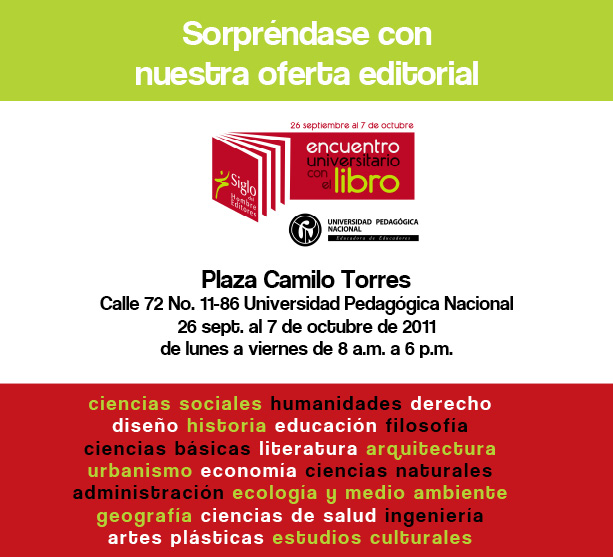 Sorpréndase con
nuestra oferta editorial
26 septiembre al 7 de octubre
encuentro
universitario
con
el libro
Siglo
del
Hombre
Editores
UNIVERSIDAD PEDAGÓGICA
NACIONAL
Educadora de Educadores
Plaza Camilo Torres
Calle 72 No. 11-86 Universidad Pedagógica Nacional
26 sept. al 7 de octubre de 2011
de lunes a viernes de 8 a.m. a 6 p.m.
ciencias sociales humanidades derecho
diseño historia educación filosofía
ciencias básicas literatura arquitectura
urbanismo economía ciencias naturales
administración ecología y medio ambiente
geografía ciencias de salud ingeniería
artes plásticas estudios culturales